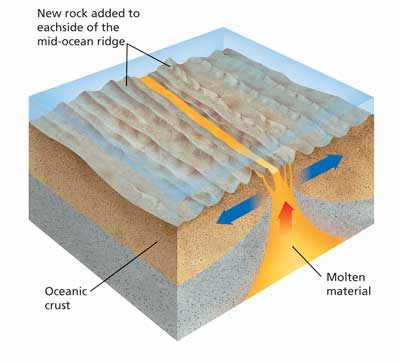 New rock added to
eachside of the
mid-ocean ridge
Oceanic
crust
Molten
material